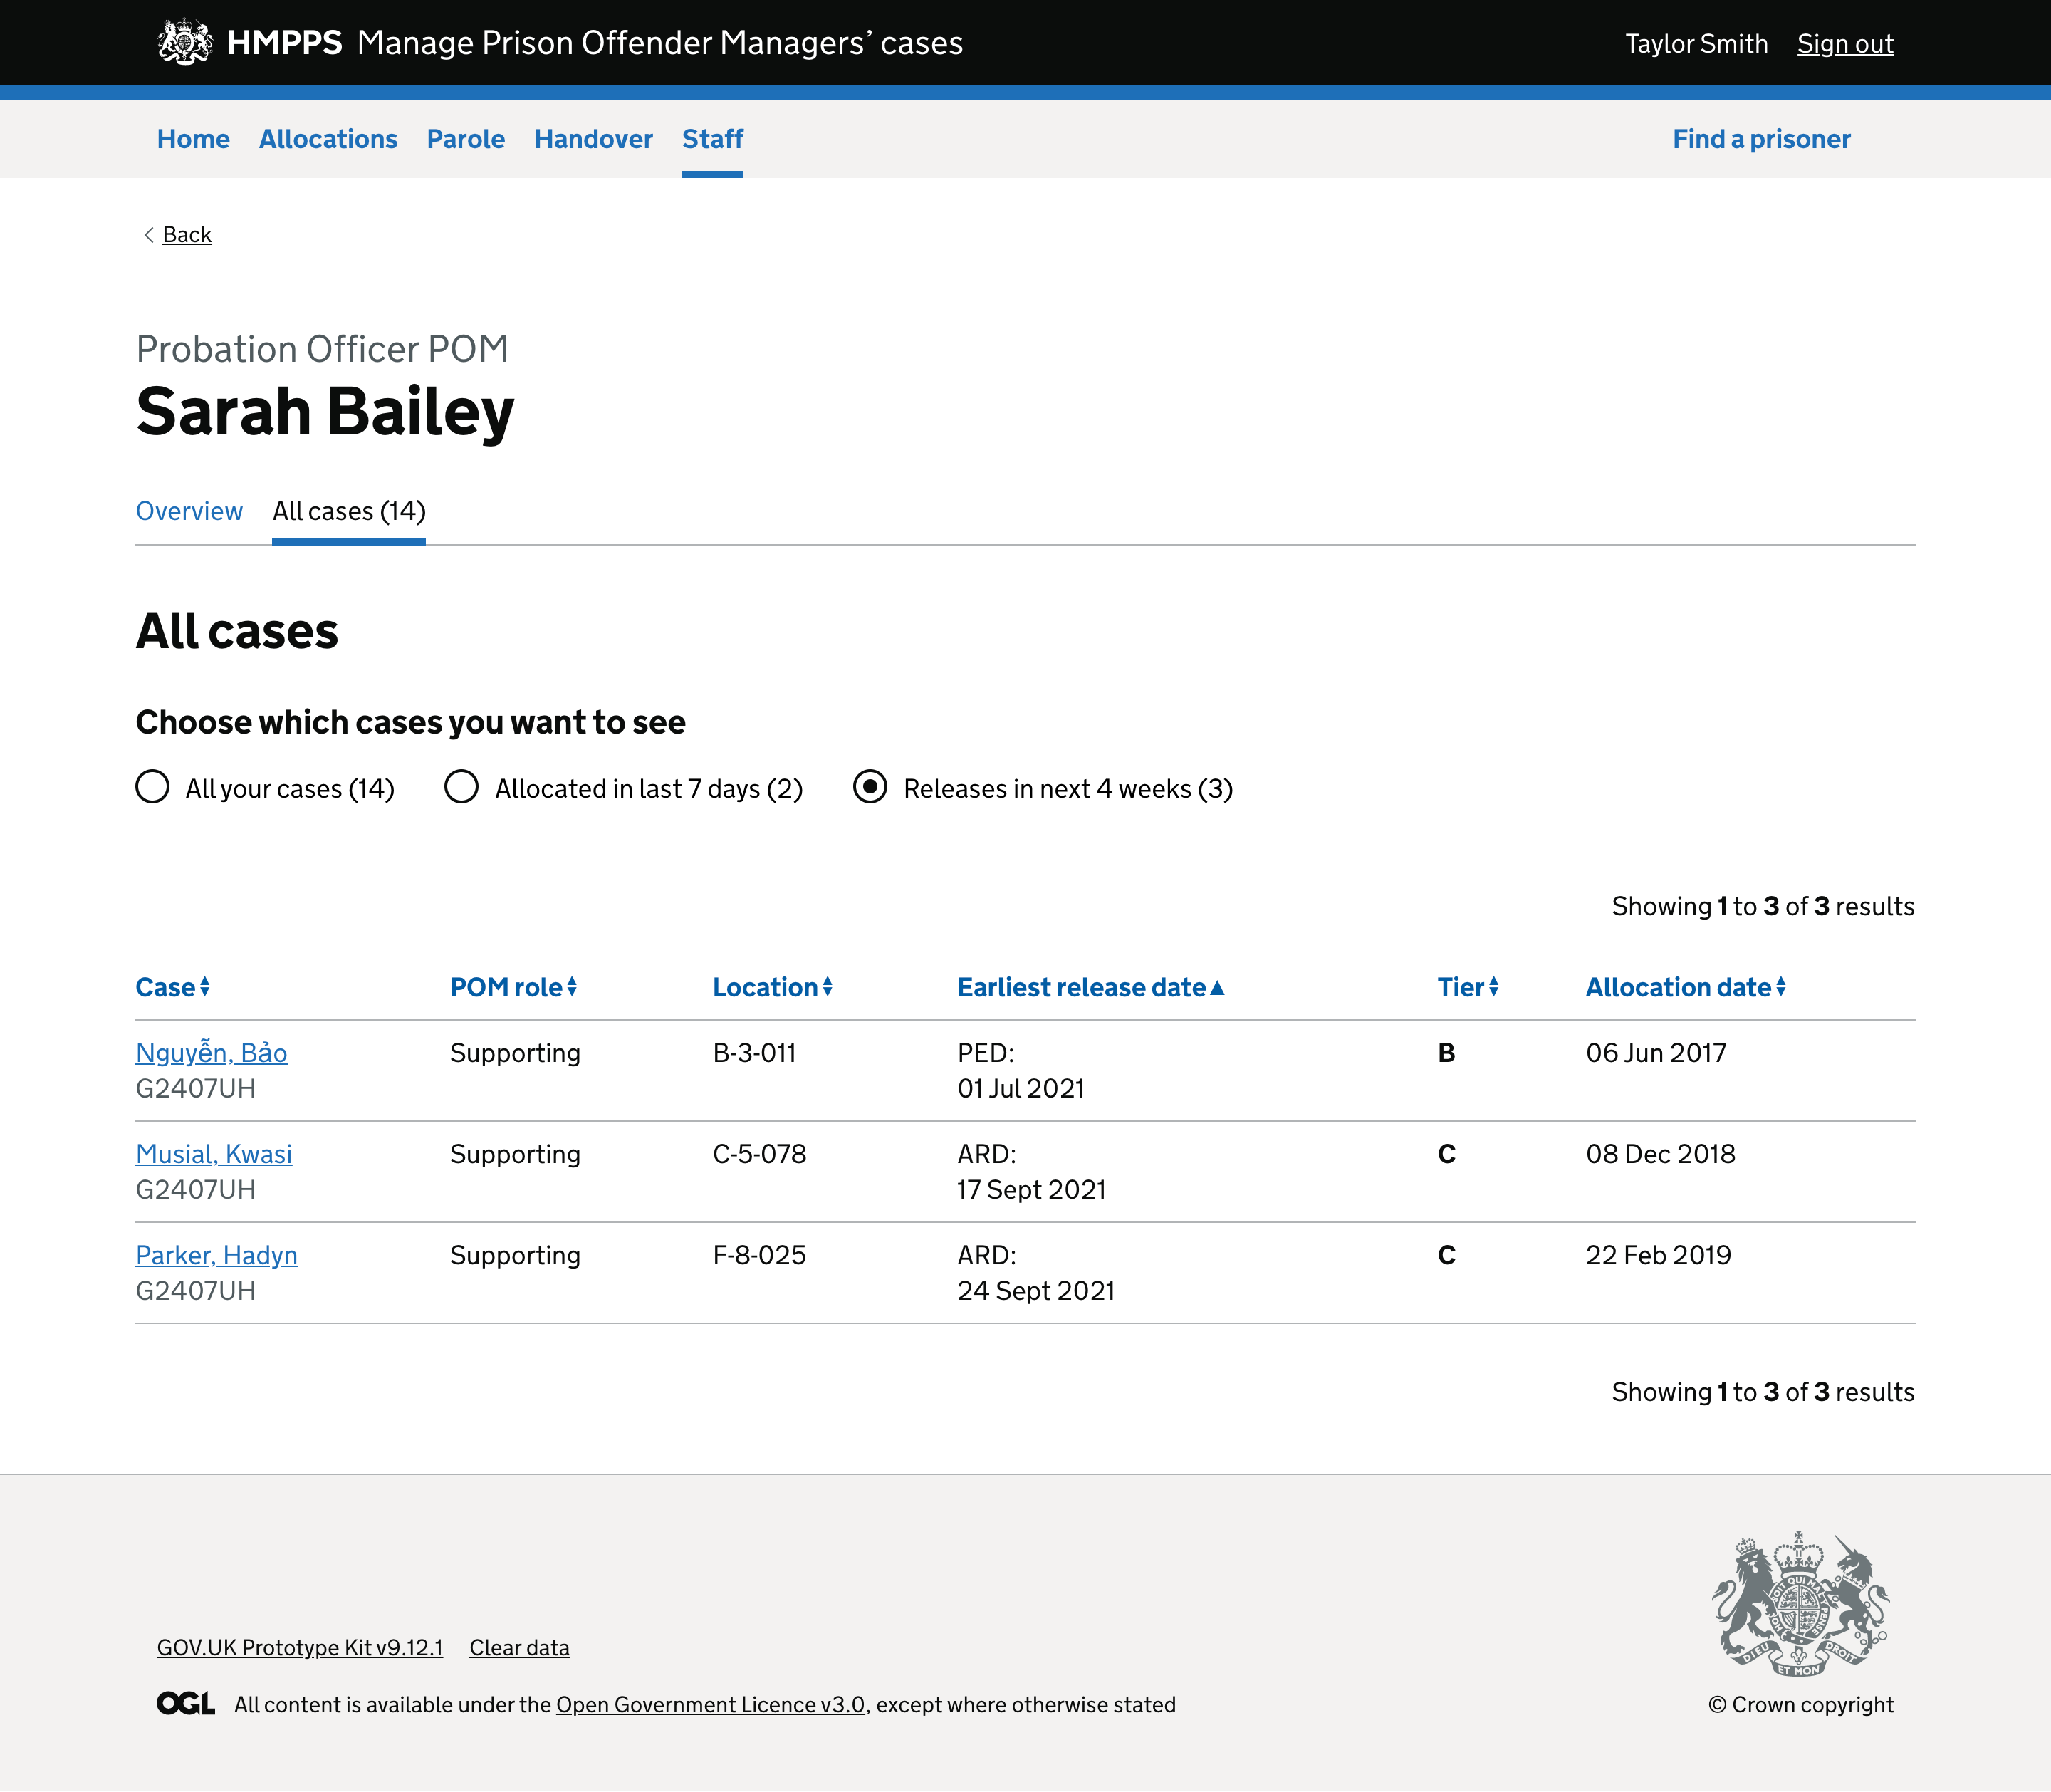 HMPPS Manage Prison Offender Managers’ cases
Taylor Smith Sign out
Home Allocations Parole Handover Staff Find a prisoner
Back
Probation Officer POM
Sarah Bailey
Overview All cases (14)
All cases
Choose which cases you want to see
All your cases (14) Allocated in last 7 days (2) Releases in next 4 weeks (3)
Showing 1 to 3 of 3 results
Case POM role Location Earliest release date Tier Allocation date
Nguyễn, Bảo Supporting B-3-011 PED: B 06 Jun 2017
G2407UH 01 Jul 2021
Musial, Kwasi Supporting C-5-078 ARD: C 08 Dec 2018
G2407UH 17 Sept 2021
Parker, Hadyn Supporting F-8-025 ARD: C 22 Feb 2019
G2407UH 24 Sept 2021
Showing 1 to 3 of 3 results
DIEU ET MON DROIT
GOV.UK Prototype Kit v9.12.1 Clear data
OGL All content is available under the Open Government Licence v3.0, except where otherwise stated
© Crown copyright